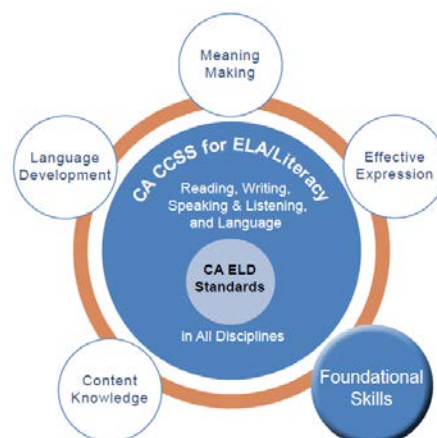 Meaning
Making
Language
Development
Effective
Expression
CA CCSS for ELA/Literacy
Reading, Writing,
Speaking & Listening,
and Language
CA ELD
Standards
in All Disciplines
Content
Knowledge
Foundational
Skills